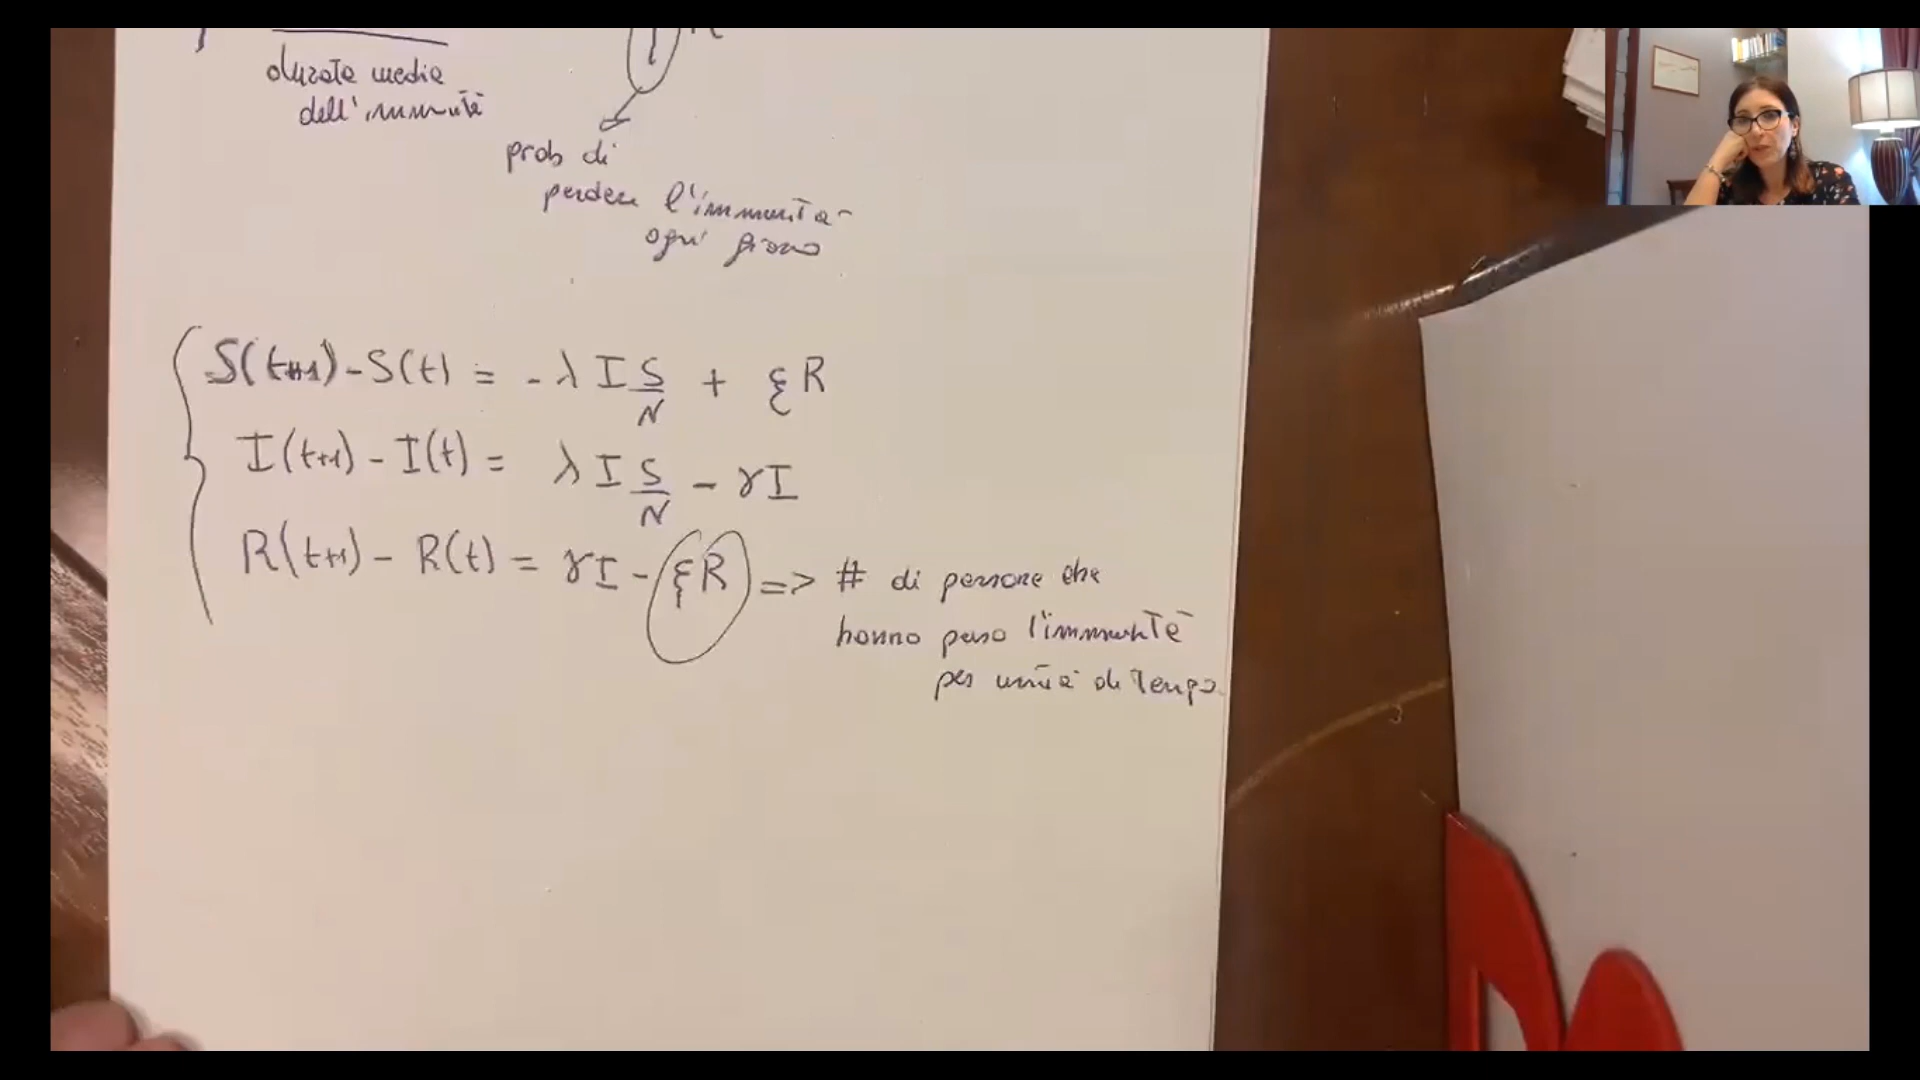 durata media
dell'immunità
prob di
perdere l'immunità
ogni giorno
S(t+1) - S(t) = - λ I S/N + ξ R
I(t+1) - I(t) = λ I S/N - γ I
R(t+1) - R(t) = γ I - ξ R => # di persone che
hanno perso l'immunità
per unità di tempo